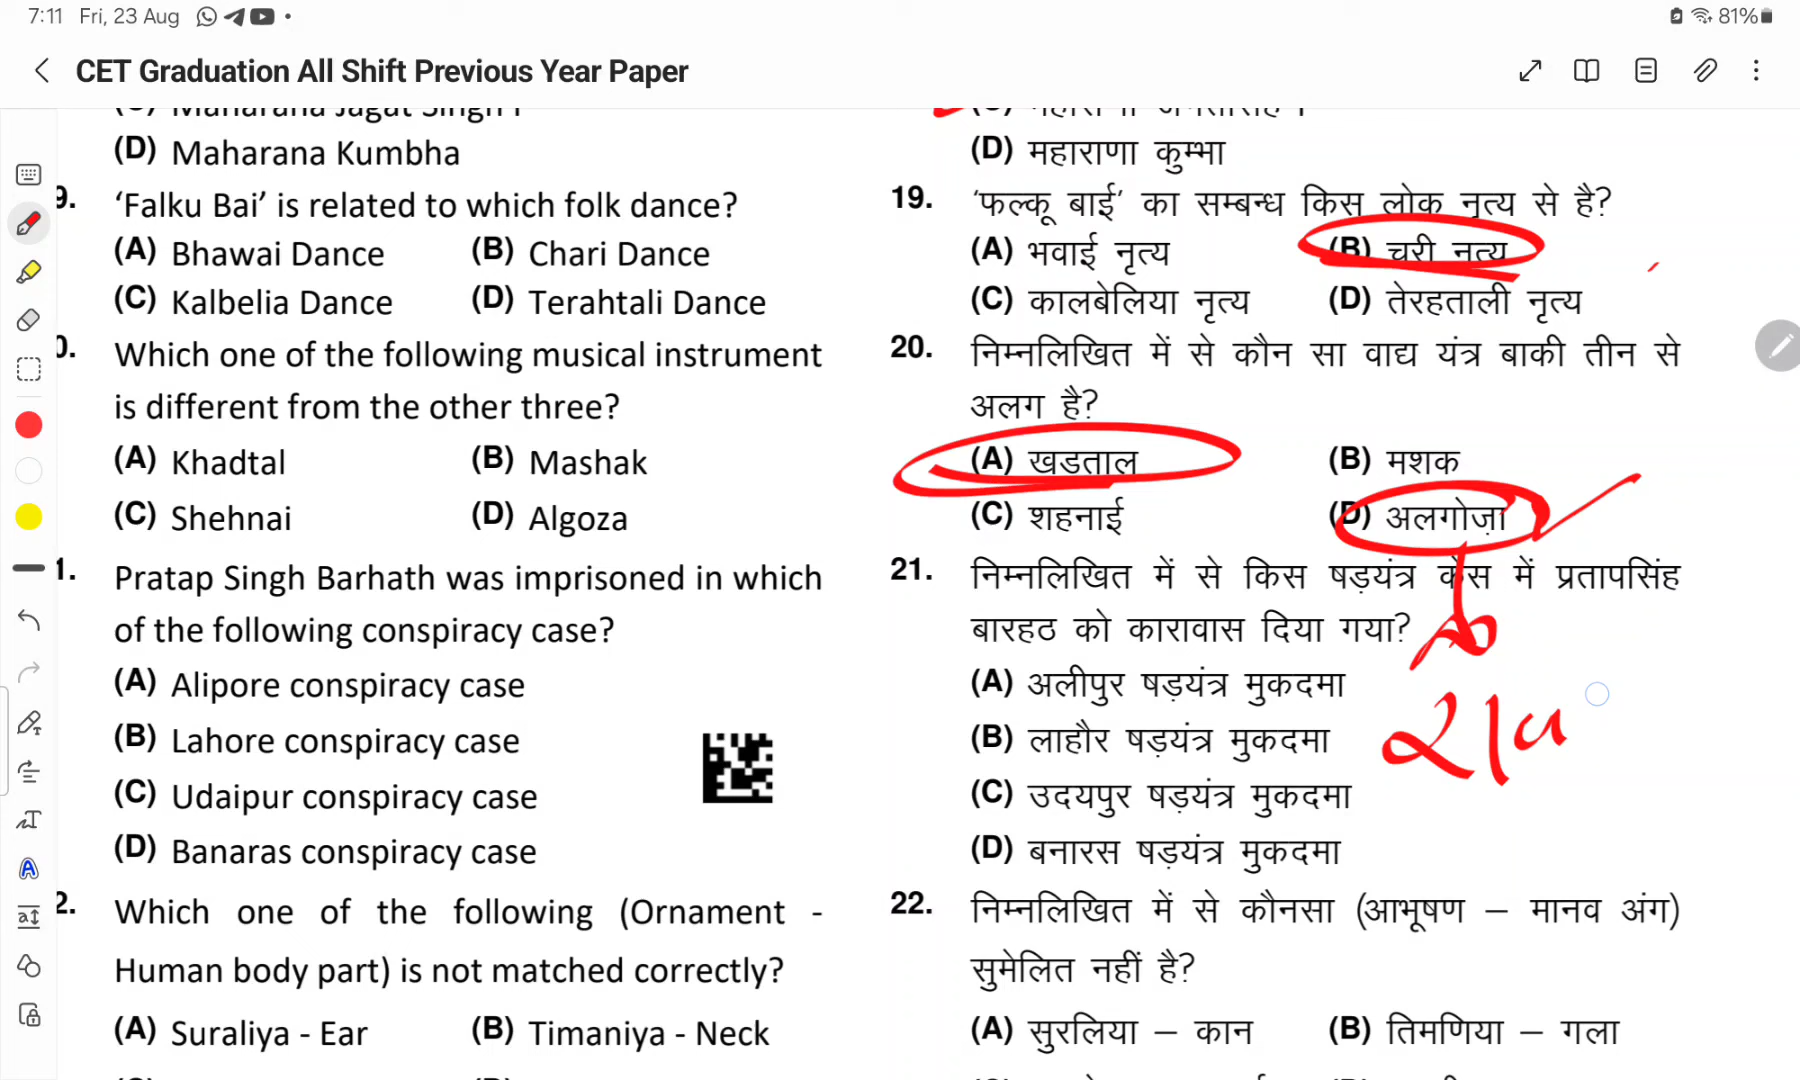 7:11 Fri, 23 Aug
81%
CET Graduation All Shift Previous Year Paper
(D) Maharana Kumbha
9. ‘Falku Bai’ is related to which folk dance?
(A) Bhawai Dance (B) Chari Dance
(C) Kalbelia Dance (D) Terahtali Dance
0. Which one of the following musical instrument
is different from the other three?
(A) Khadtal (B) Mashak
(C) Shehnai (D) Algoza
1. Pratap Singh Barhath was imprisoned in which
of the following conspiracy case?
(A) Alipore conspiracy case
(B) Lahore conspiracy case
(C) Udaipur conspiracy case
(D) Banaras conspiracy case
2. Which one of the following (Ornament -
Human body part) is not matched correctly?
(A) Suraliya - Ear (B) Timaniya - Neck
(D) महाराणा कुम्भा
19. ‘फल्कू बाई’ का सम्बन्ध किस लोक नृत्य से है?
(A) भवाई नृत्य (B) चरी नृत्य
(C) कालबेलिया नृत्य (D) तेरहताली नृत्य
20. निम्नलिखित में से कौन सा वाद्य यंत्र बाकी तीन से
अलग है?
(A) खडताल (B) मशक
(C) शहनाई (D) अलगोज़ा
21. निम्नलिखित में से किस षड़यंत्र केस में प्रतापसिंह
बारहठ को कारावास दिया गया?
(A) अलीपुर षड़यंत्र मुकदमा
(B) लाहौर षड़यंत्र मुकदमा
(C) उदयपुर षड़यंत्र मुकदमा
(D) बनारस षड़यंत्र मुकदमा
22. निम्नलिखित में से कौनसा (आभूषण – मानव अंग)
सुमेलित नहीं है?
(A) सुरलिया – कान (B) तिमणिया – गला